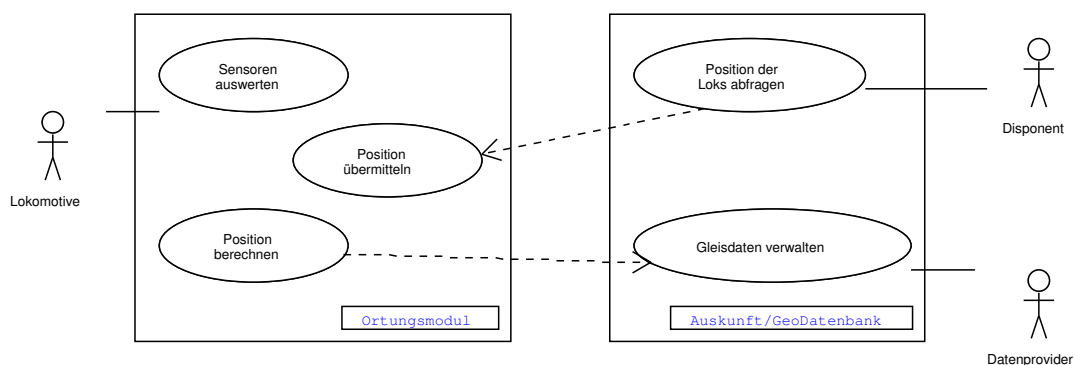 Sensoren
auswerten
Position der
Loks abfragen
Disponent
Position
übermitteln
Lokomotive
Position
berechnen
Gleisdaten verwalten
Ortungsmodul
Auskunft/GeoDatenbank
Datenprovider